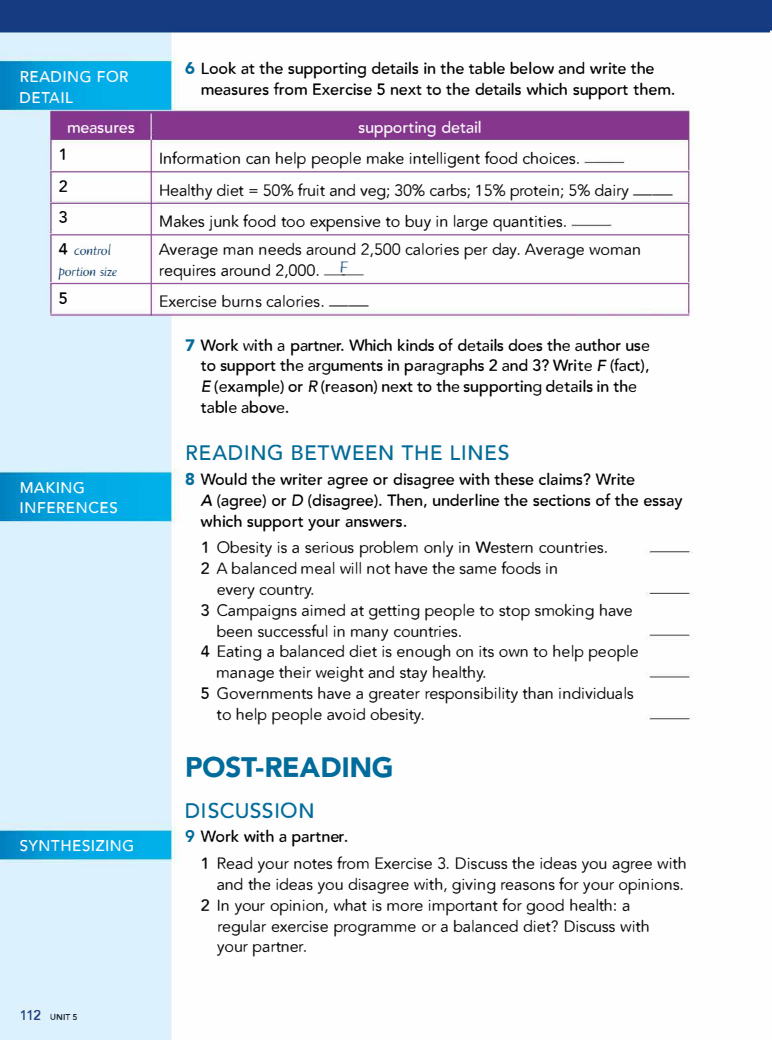 READING FOR
DETAIL
6 Look at the supporting details in the table below and write the
measures from Exercise 5 next to the details which support them.
measures supporting detail
1 Information can help people make intelligent food choices. _____
2 Healthy diet = 50% fruit and veg; 30% carbs; 15% protein; 5% dairy _____
3 Makes junk food too expensive to buy in large quantities. _____
4 control Average man needs around 2,500 calories per day. Average woman
portion size requires around 2,000. __F__
5 Exercise burns calories. _____
7 Work with a partner. Which kinds of details does the author use
to support the arguments in paragraphs 2 and 3? Write F (fact),
E (example) or R (reason) next to the supporting details in the
table above.
READING BETWEEN THE LINES
MAKING
INFERENCES
8 Would the writer agree or disagree with these claims? Write
A (agree) or D (disagree). Then, underline the sections of the essay
which support your answers.
1 Obesity is a serious problem only in Western countries. _____
2 A balanced meal will not have the same foods in
every country. _____
3 Campaigns aimed at getting people to stop smoking have
been successful in many countries. _____
4 Eating a balanced diet is enough on its own to help people
manage their weight and stay healthy. _____
5 Governments have a greater responsibility than individuals
to help people avoid obesity. _____
POST-READING
DISCUSSION
SYNTHESIZING
9 Work with a partner.
1 Read your notes from Exercise 3. Discuss the ideas you agree with
and the ideas you disagree with, giving reasons for your opinions.
2 In your opinion, what is more important for good health: a
regular exercise programme or a balanced diet? Discuss with
your partner.
112 UNIT 5